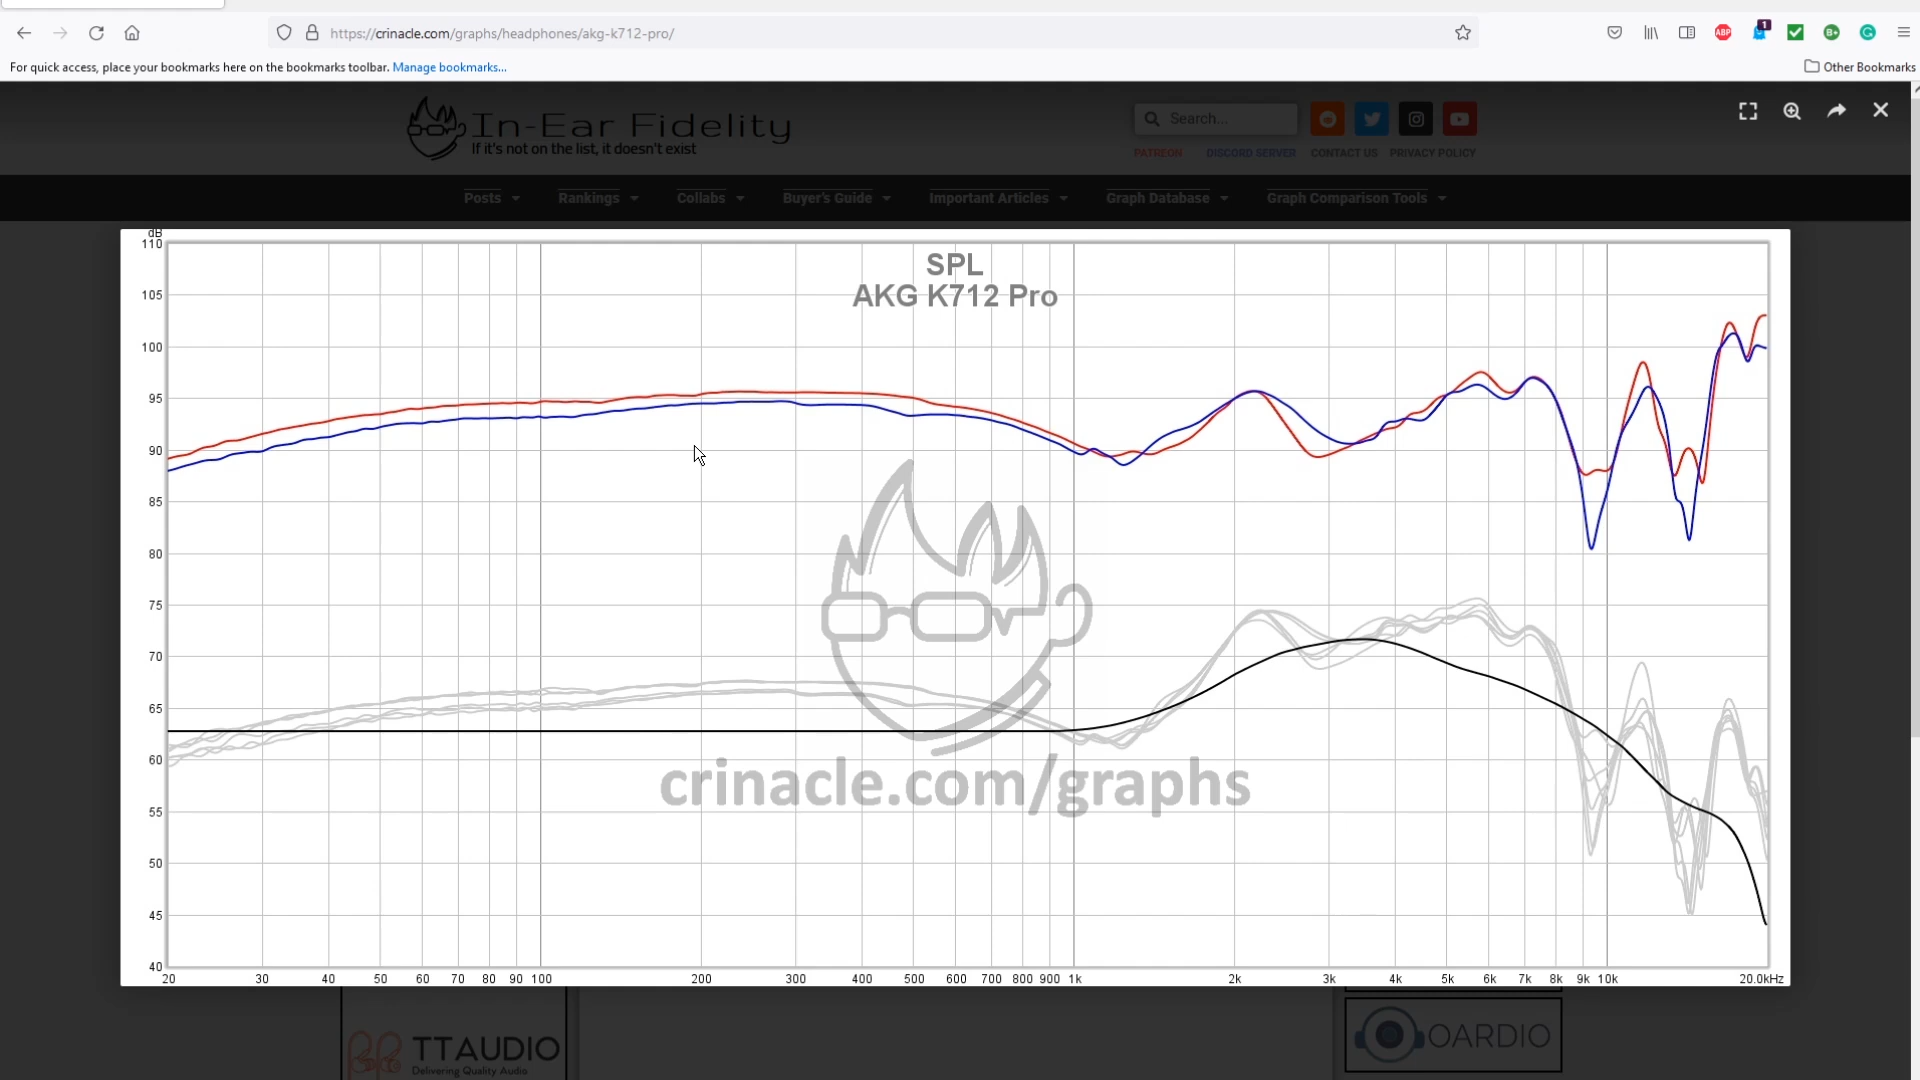 https://crinacle.com/graphs/headphones/akg-k712-pro/
ABP
1
B+
For quick access, place your bookmarks here on the bookmarks toolbar. Manage bookmarks...
Other Bookmarks
In-Ear Fidelity
If it's not on the list, it doesn't exist
Search...
PATREON DISCORD SERVER CONTACT US PRIVACY POLICY
Posts Rankings Collabs Buyer's Guide Important Articles Graph Database Graph Comparison Tools
dB
110
SPL
AKG K712 Pro
105
100
95
90
85
80
75
70
65
60
crinacle.com/graphs
55
50
45
40
20 30 40 50 60 70 80 90 100 200 300 400 500 600 700 800 900 1k 2k 3k 4k 5k 6k 7k 8k 9k 10k 20.0kHz
TTAUDIO
Delivering Quality Audio
OARDIO